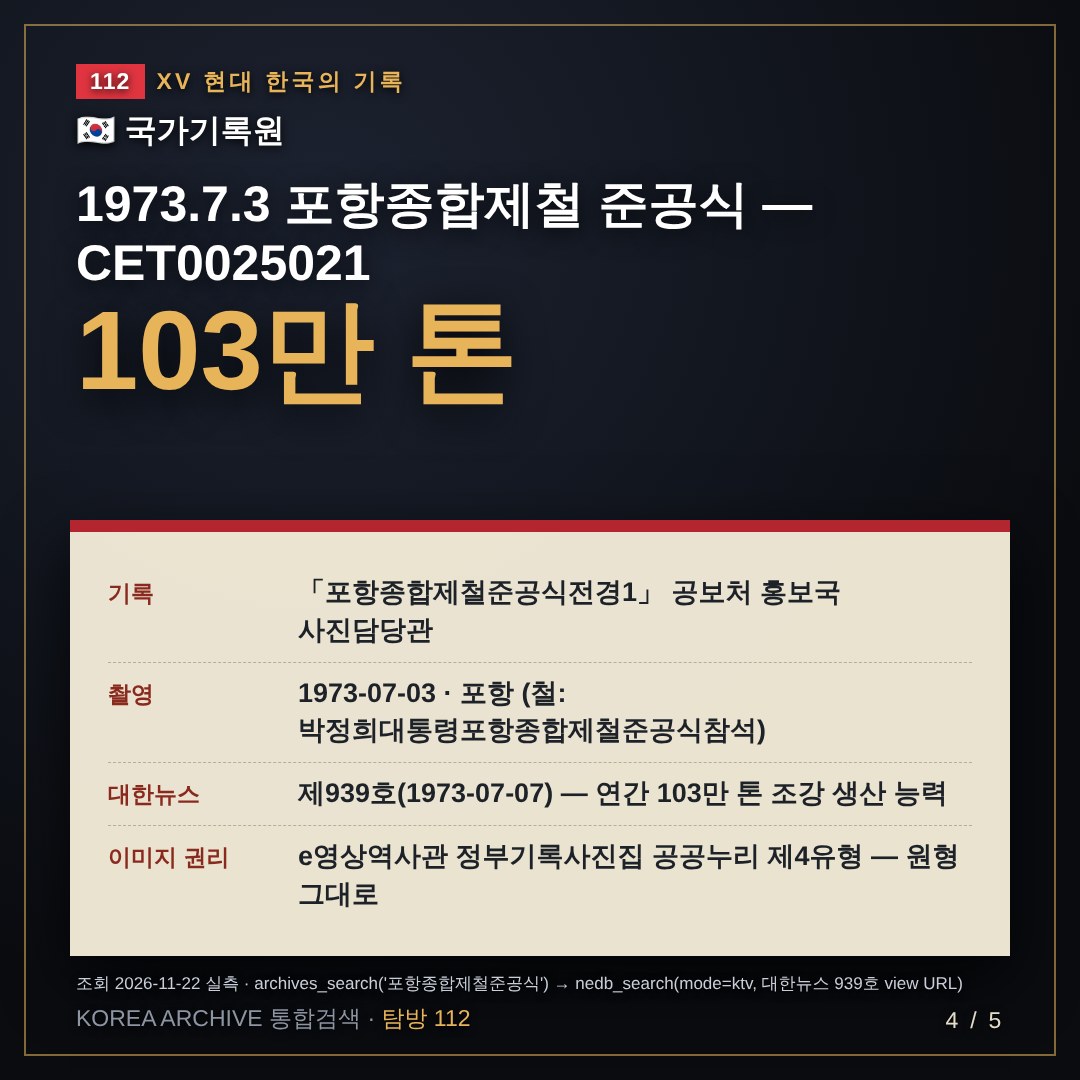 112 XV 현대 한국의 기록
🇰🇷 국가기록원
1973.7.3 포항종합제철 준공식 —
CET0025021
103만 톤
기록 「포항종합제철준공식전경1」 공보처 홍보국
사진담당관
촬영 1973-07-03 · 포항 (철:
박정희대통령포항종합제철준공식참석)
대한뉴스 제939호(1973-07-07) — 연간 103만 톤 조강 생산 능력
이미지 권리 e영상역사관 정부기록사진집 공공누리 제4유형 — 원형
그대로
조회 2026-11-22 실측 · archives_search('포항종합제철준공식') → nedb_search(mode=ktv, 대한뉴스 939호 view URL)
KOREA ARCHIVE 통합검색 · 탐방 112
4 / 5